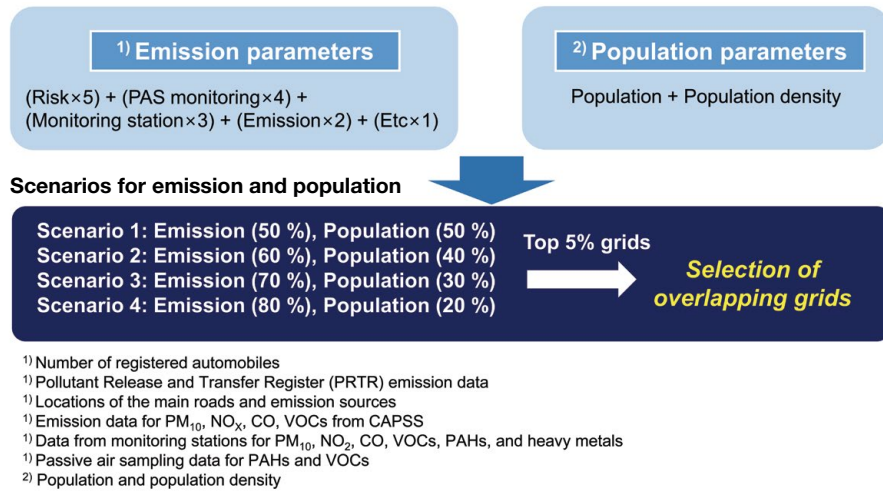 1) Emission parameters
(Risk×5) + (PAS monitoring×4) +
(Monitoring station×3) + (Emission×2) + (Etc×1)
2) Population parameters
Population + Population density
Scenarios for emission and population
Scenario 1: Emission (50 %), Population (50 %)
Scenario 2: Emission (60 %), Population (40 %)
Scenario 3: Emission (70 %), Population (30 %)
Scenario 4: Emission (80 %), Population (20 %)
Top 5% grids
Selection of
overlapping grids
1) Number of registered automobiles
1) Pollutant Release and Transfer Register (PRTR) emission data
1) Locations of the main roads and emission sources
1) Emission data for PM10, NOX, CO, VOCs from CAPSS
1) Data from monitoring stations for PM10, NO2, CO, VOCs, PAHs, and heavy metals
1) Passive air sampling data for PAHs and VOCs
2) Population and population density